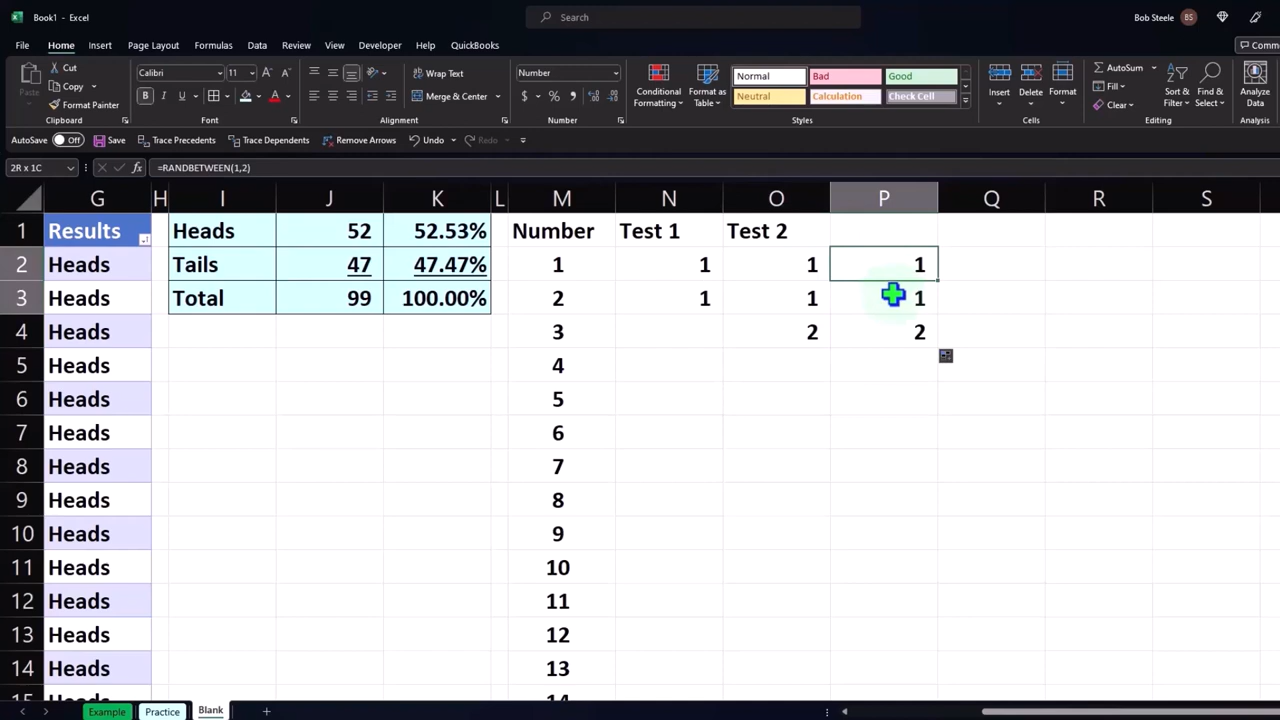 Book1 - Excel
Search
Bob Steele
BS
File Home Insert Page Layout Formulas Data Review View Developer Help QuickBooks
Paste
Cut
Copy
Format Painter
Clipboard
Calibri
11
B I U
Font
Wrap Text
Merge & Center
Alignment
Number
$ % 9
Number
Conditional Formatting
Format as Table
Normal Bad Good
Neutral Calculation Check Cell
Styles
Insert Delete Format
Cells
AutoSum
Fill
Clear
Sort & Filter
Find & Select
Editing
Analyze Data
Analysis
AutoSave Off Save Trace Precedents Trace Dependents Remove Arrows Undo Redo
2R x 1C fx =RANDBETWEEN(1,2)
G H I J K L M N O P Q R S
1 Results Heads 52 52.53% Number Test 1 Test 2
2 Heads Tails 47 47.47% 1 1 1 1
3 Heads Total 99 100.00% 2 1 1 1
4 Heads 3 2 2
5 Heads 4
6 Heads 5
7 Heads 6
8 Heads 7
9 Heads 8
10 Heads 9
11 Heads 10
12 Heads 11
13 Heads 12
14 Heads 13
Example Practice Blank